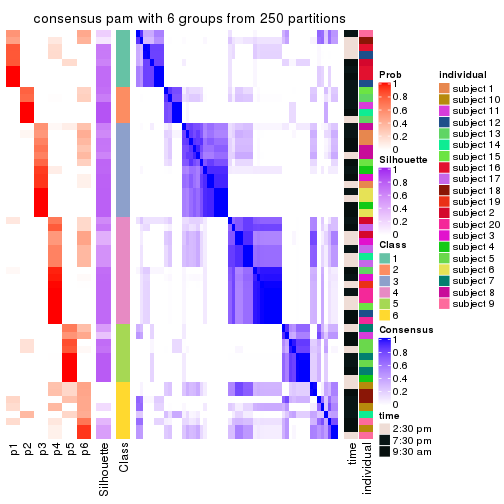 consensus pam with 6 groups from 250 partitions
Prob
1
0.8
0.6
0.4
0.2
0
Silhouette
1
0.8
0.6
0.4
0.2
0
Class
1
2
3
4
5
6
Consensus
1
0.8
0.6
0.4
0.2
0
time
2:30 pm
7:30 pm
9:30 am
individual
subject 1
subject 10
subject 11
subject 12
subject 13
subject 14
subject 15
subject 16
subject 17
subject 18
subject 19
subject 2
subject 20
subject 3
subject 4
subject 5
subject 6
subject 7
subject 8
subject 9
p1
p2
p3
p4
p5
p6
Silhouette
Class
time
individual